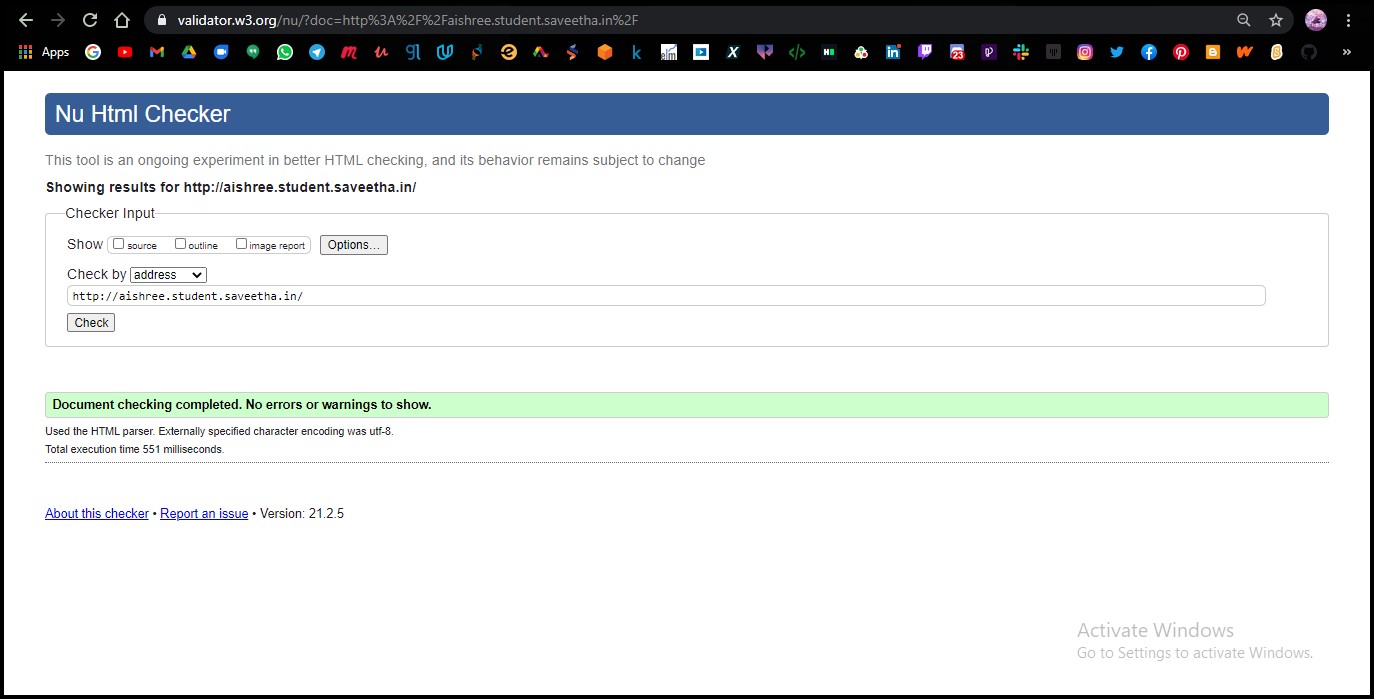 validator.w3.org/nu/?doc=http%3A%2F%2Faishree.student.saveetha.in%2F
Apps
Nu Html Checker
This tool is an ongoing experiment in better HTML checking, and its behavior remains subject to change
Showing results for http://aishree.student.saveetha.in/
Checker Input
Show source outline image report Options...
Check by address
http://aishree.student.saveetha.in/
Check
Document checking completed. No errors or warnings to show.
Used the HTML parser. Externally specified character encoding was utf-8.
Total execution time 551 milliseconds.
About this checker • Report an issue • Version: 21.2.5
Activate Windows
Go to Settings to activate Windows.